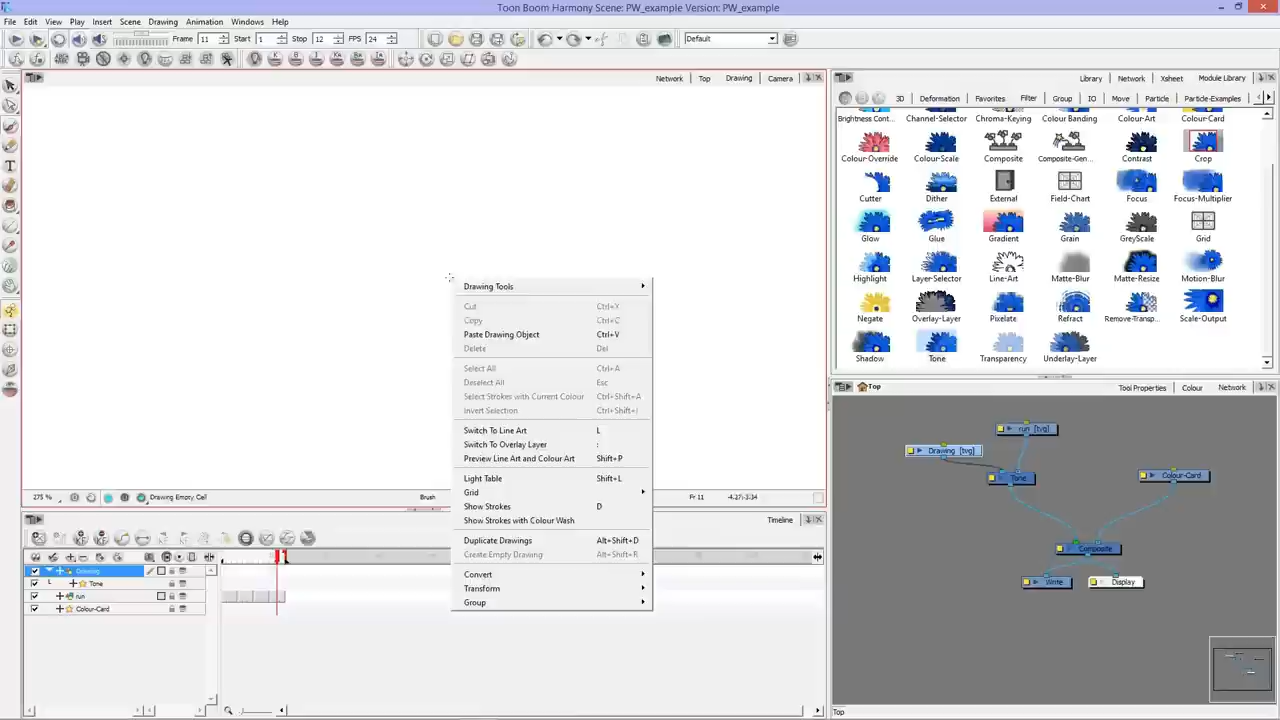 Toon Boom Harmony Scene: PW_example Version: PW_example
File Edit View Play Insert Scene Drawing Animation Windows Help
Frame 11 Start 1 Stop 12 FPS 24 Default
Network Top Drawing Camera
Library Network Xsheet Module Library
3D Deformation Favorites Filter Group IO Move Particle Particle-Examples
Brightness Cont... Channel-Selector Chroma-Keying Colour Banding Colour-Art Colour-Card
Colour-Override Colour-Scale Composite Composite-Gen... Contrast Crop
Cutter Dither External Field-Chart Focus Focus-Multiplier
Glow Glue Gradient Grain GreyScale Grid
Highlight Layer-Selector Line-Art Matte-Blur Matte-Resize Motion-Blur
Negate Overlay-Layer Pixelate Refract Remove-Transp... Scale-Output
Shadow Tone Transparency Underlay-Layer
Drawing Tools
Cut Ctrl+X
Copy Ctrl+C
Paste Drawing Object Ctrl+V
Delete Del
Select All Ctrl+A
Deselect All Esc
Select Strokes with Current Colour Ctrl+Shift+A
Invert Selection Ctrl+Shift+I
Switch To Line Art L
Switch To Overlay Layer ;
Preview Line Art and Colour Art Shift+P
Light Table Shift+L
Grid
Show Strokes D
Show Strokes with Colour Wash
Duplicate Drawings Alt+Shift+D
Create Empty Drawing Alt+Shift+R
Convert
Transform
Group
Top Tool Properties Colour Network
run [tvg]
Drawing [tvg]
Tone
Colour-Card
Composite
Write Display
Top
275 % Drawing Empty Cell Brush Fr 11
Timeline
Drawing
Tone
run
Colour-Card